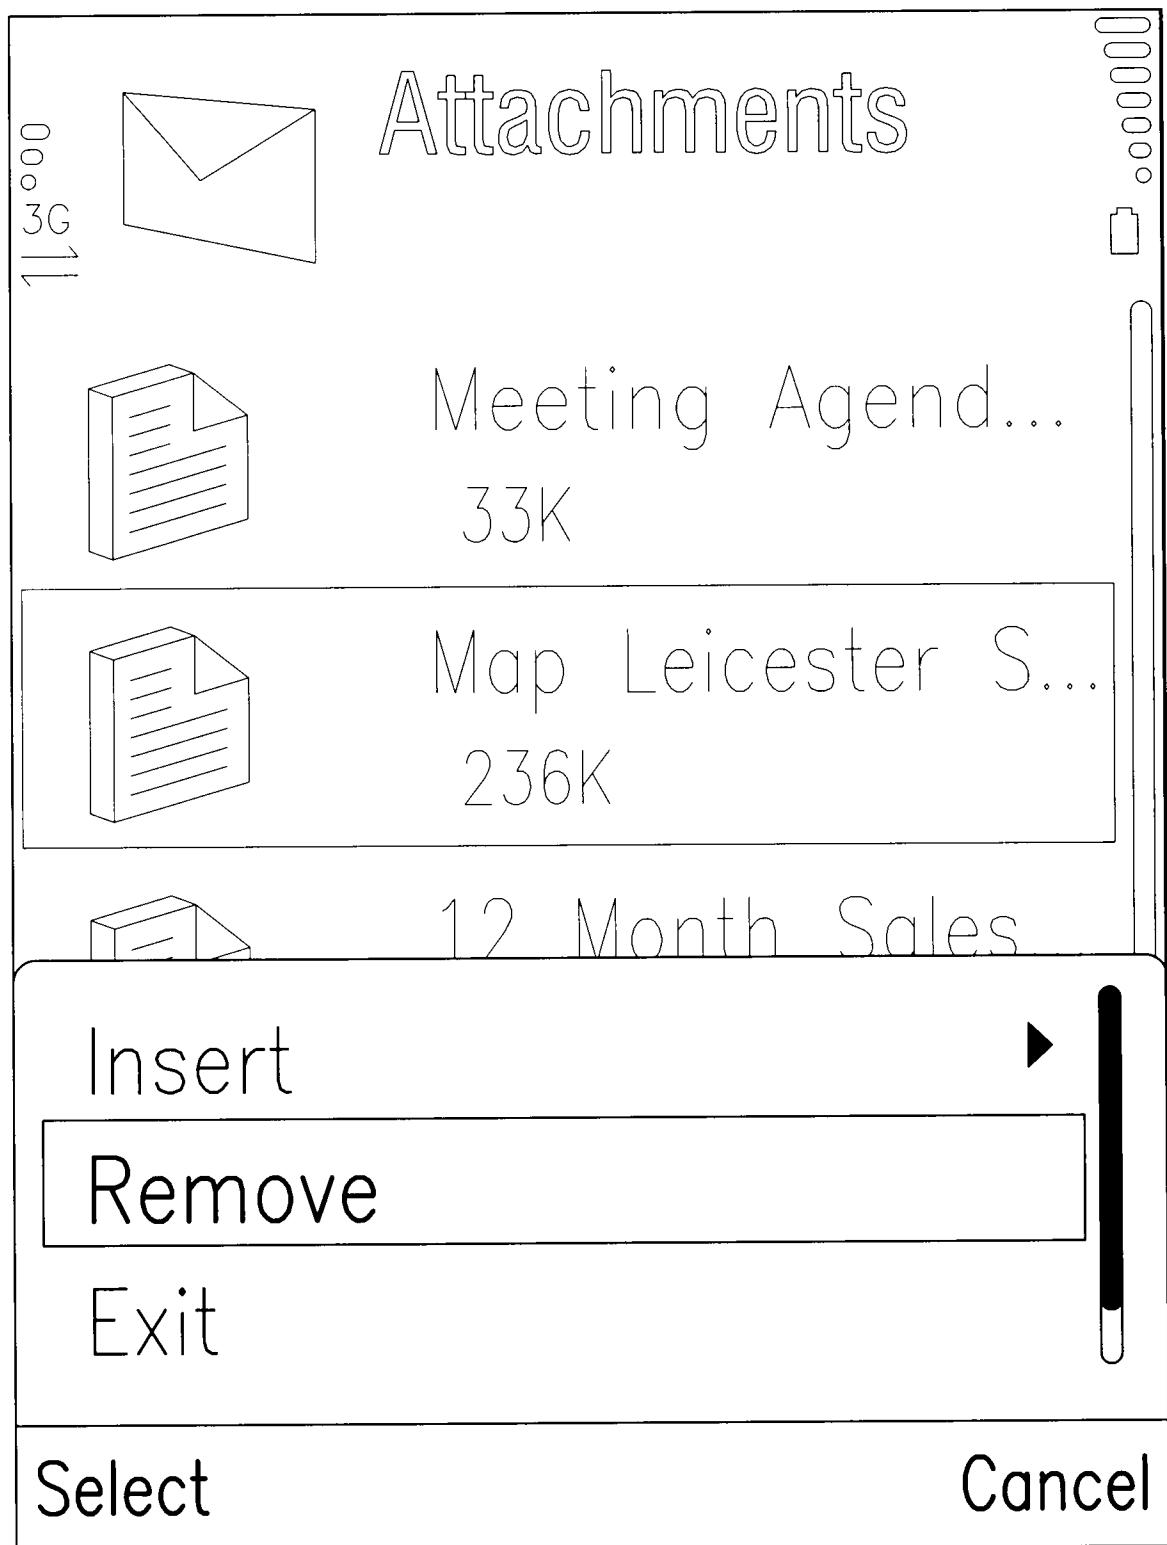 Attachments
3G
Meeting Agend...
33K
Map Leicester S...
236K
12 Month Sales
Insert
Remove
Exit
Select
Cancel